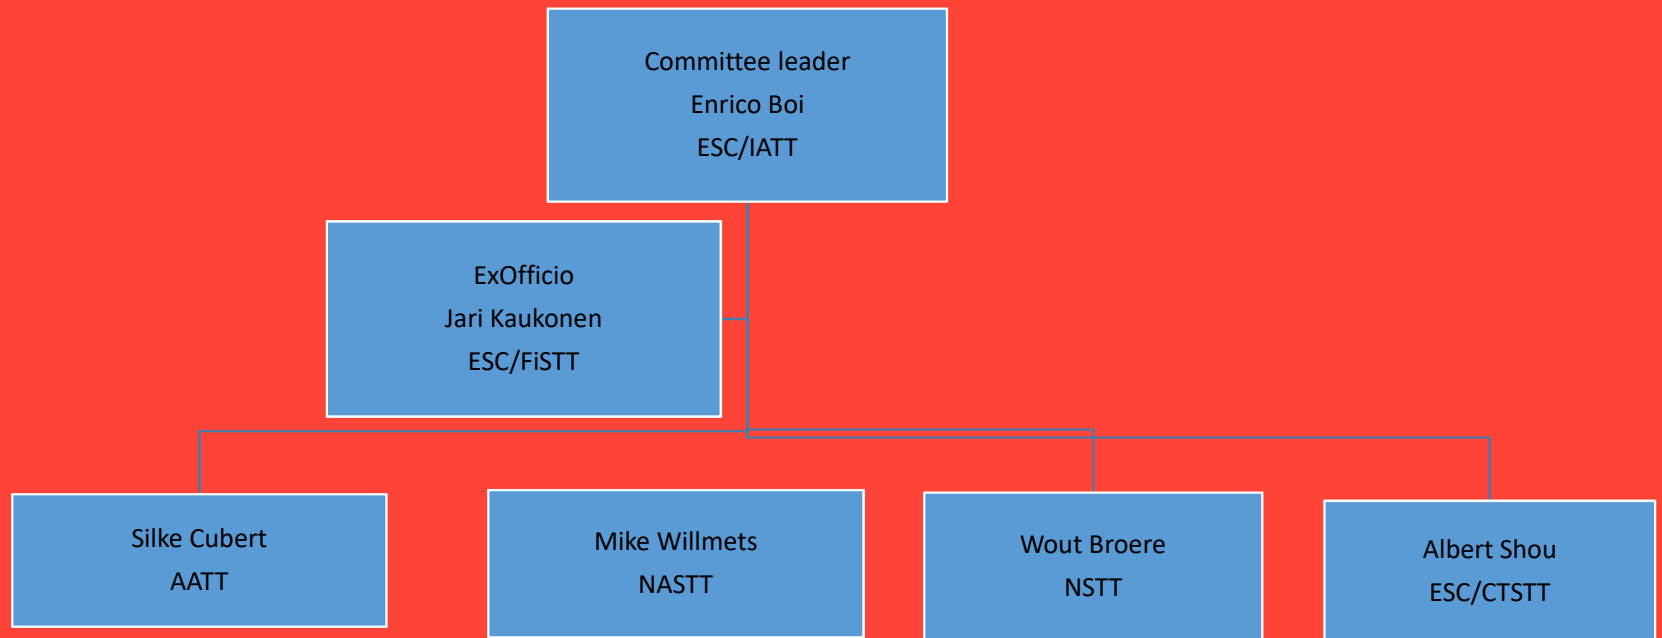 Committee leader
Enrico Boi
ESC/IATT
ExOfficio
Jari Kaukonen
ESC/FiSTT
Silke Cubert
AATT
Mike Willmets
NASTT
Wout Broere
NSTT
Albert Shou
ESC/CTSTT